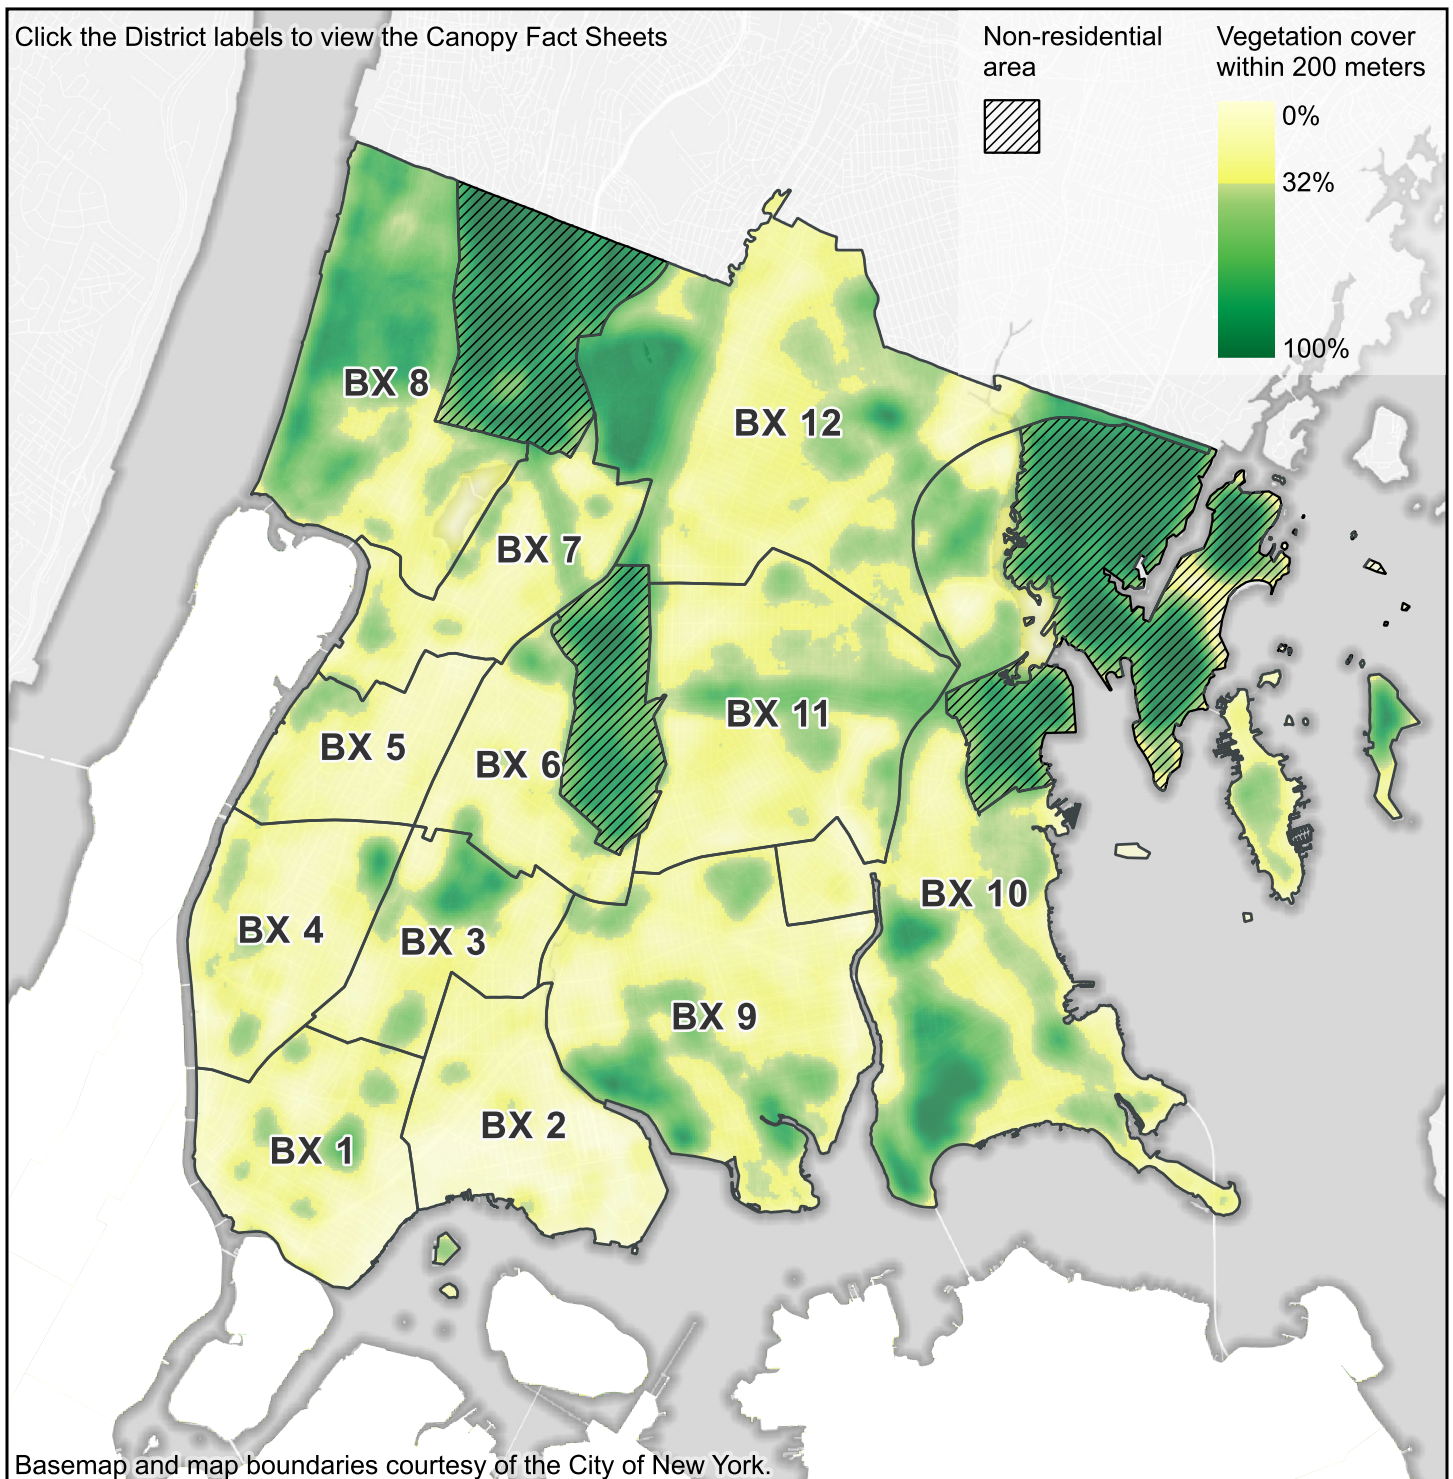 Click the District labels to view the Canopy Fact Sheets
Non-residential
area
Vegetation cover
within 200 meters
0%
32%
100%
BX 8
BX 12
BX 7
BX 11
BX 5
BX 6
BX 10
BX 4
BX 3
BX 9
BX 2
BX 1
Basemap and map boundaries courtesy of the City of New York.